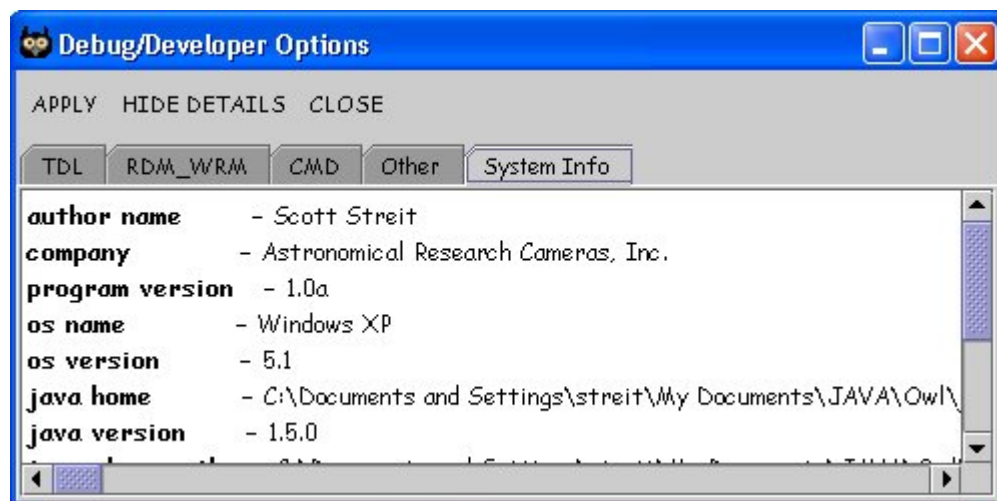 Debug/Developer Options
APPLY HIDE DETAILS CLOSE
TDL RDM_WRM CMD Other System Info
author name - Scott Streit
company - Astronomical Research Cameras, Inc.
program version - 1.0a
os name - Windows XP
os version - 5.1
java home - C:\Documents and Settings\streit\My Documents\JAVA\Owl\
java version - 1.5.0